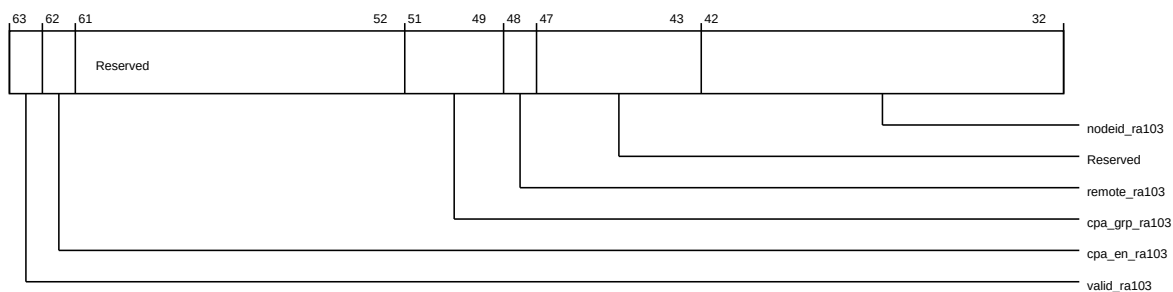 63 62 61 52 51 49 48 47 43 42 32
Reserved
nodeid_ra103
Reserved
remote_ra103
cpa_grp_ra103
cpa_en_ra103
valid_ra103